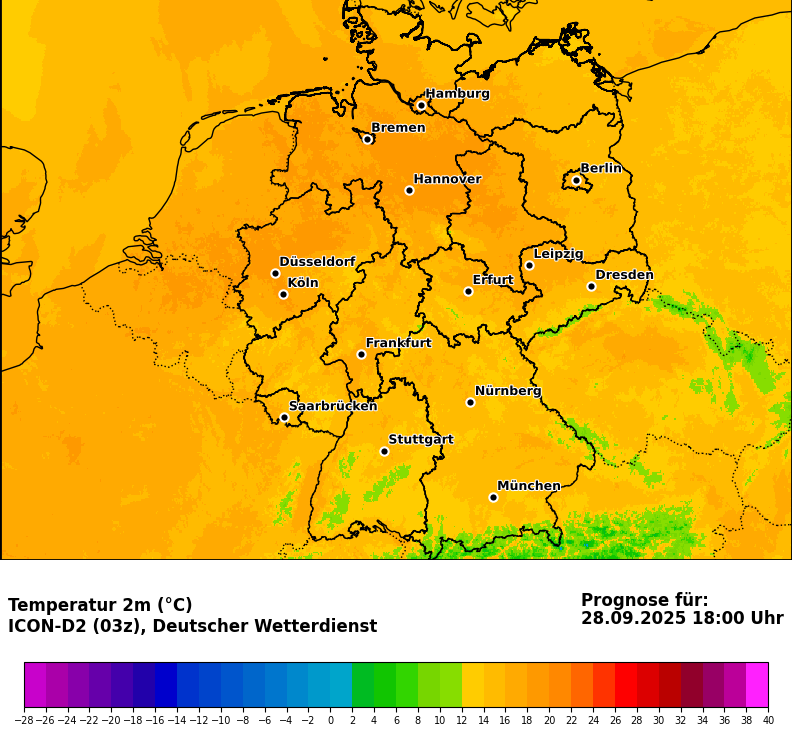 Hamburg
Bremen
Berlin
Hannover
Leipzig
Düsseldorf
Dresden
Köln
Erfurt
Frankfurt
Nürnberg
Saarbrücken
Stuttgart
München
Temperatur 2m (°C)
ICON-D2 (03z), Deutscher Wetterdienst
Prognose für:
28.09.2025 18:00 Uhr
−28 −26 −24 −22 −20 −18 −16 −14 −12 −10 −8 −6 −4 −2 0 2 4 6 8 10 12 14 16 18 20 22 24 26 28 30 32 34 36 38 40